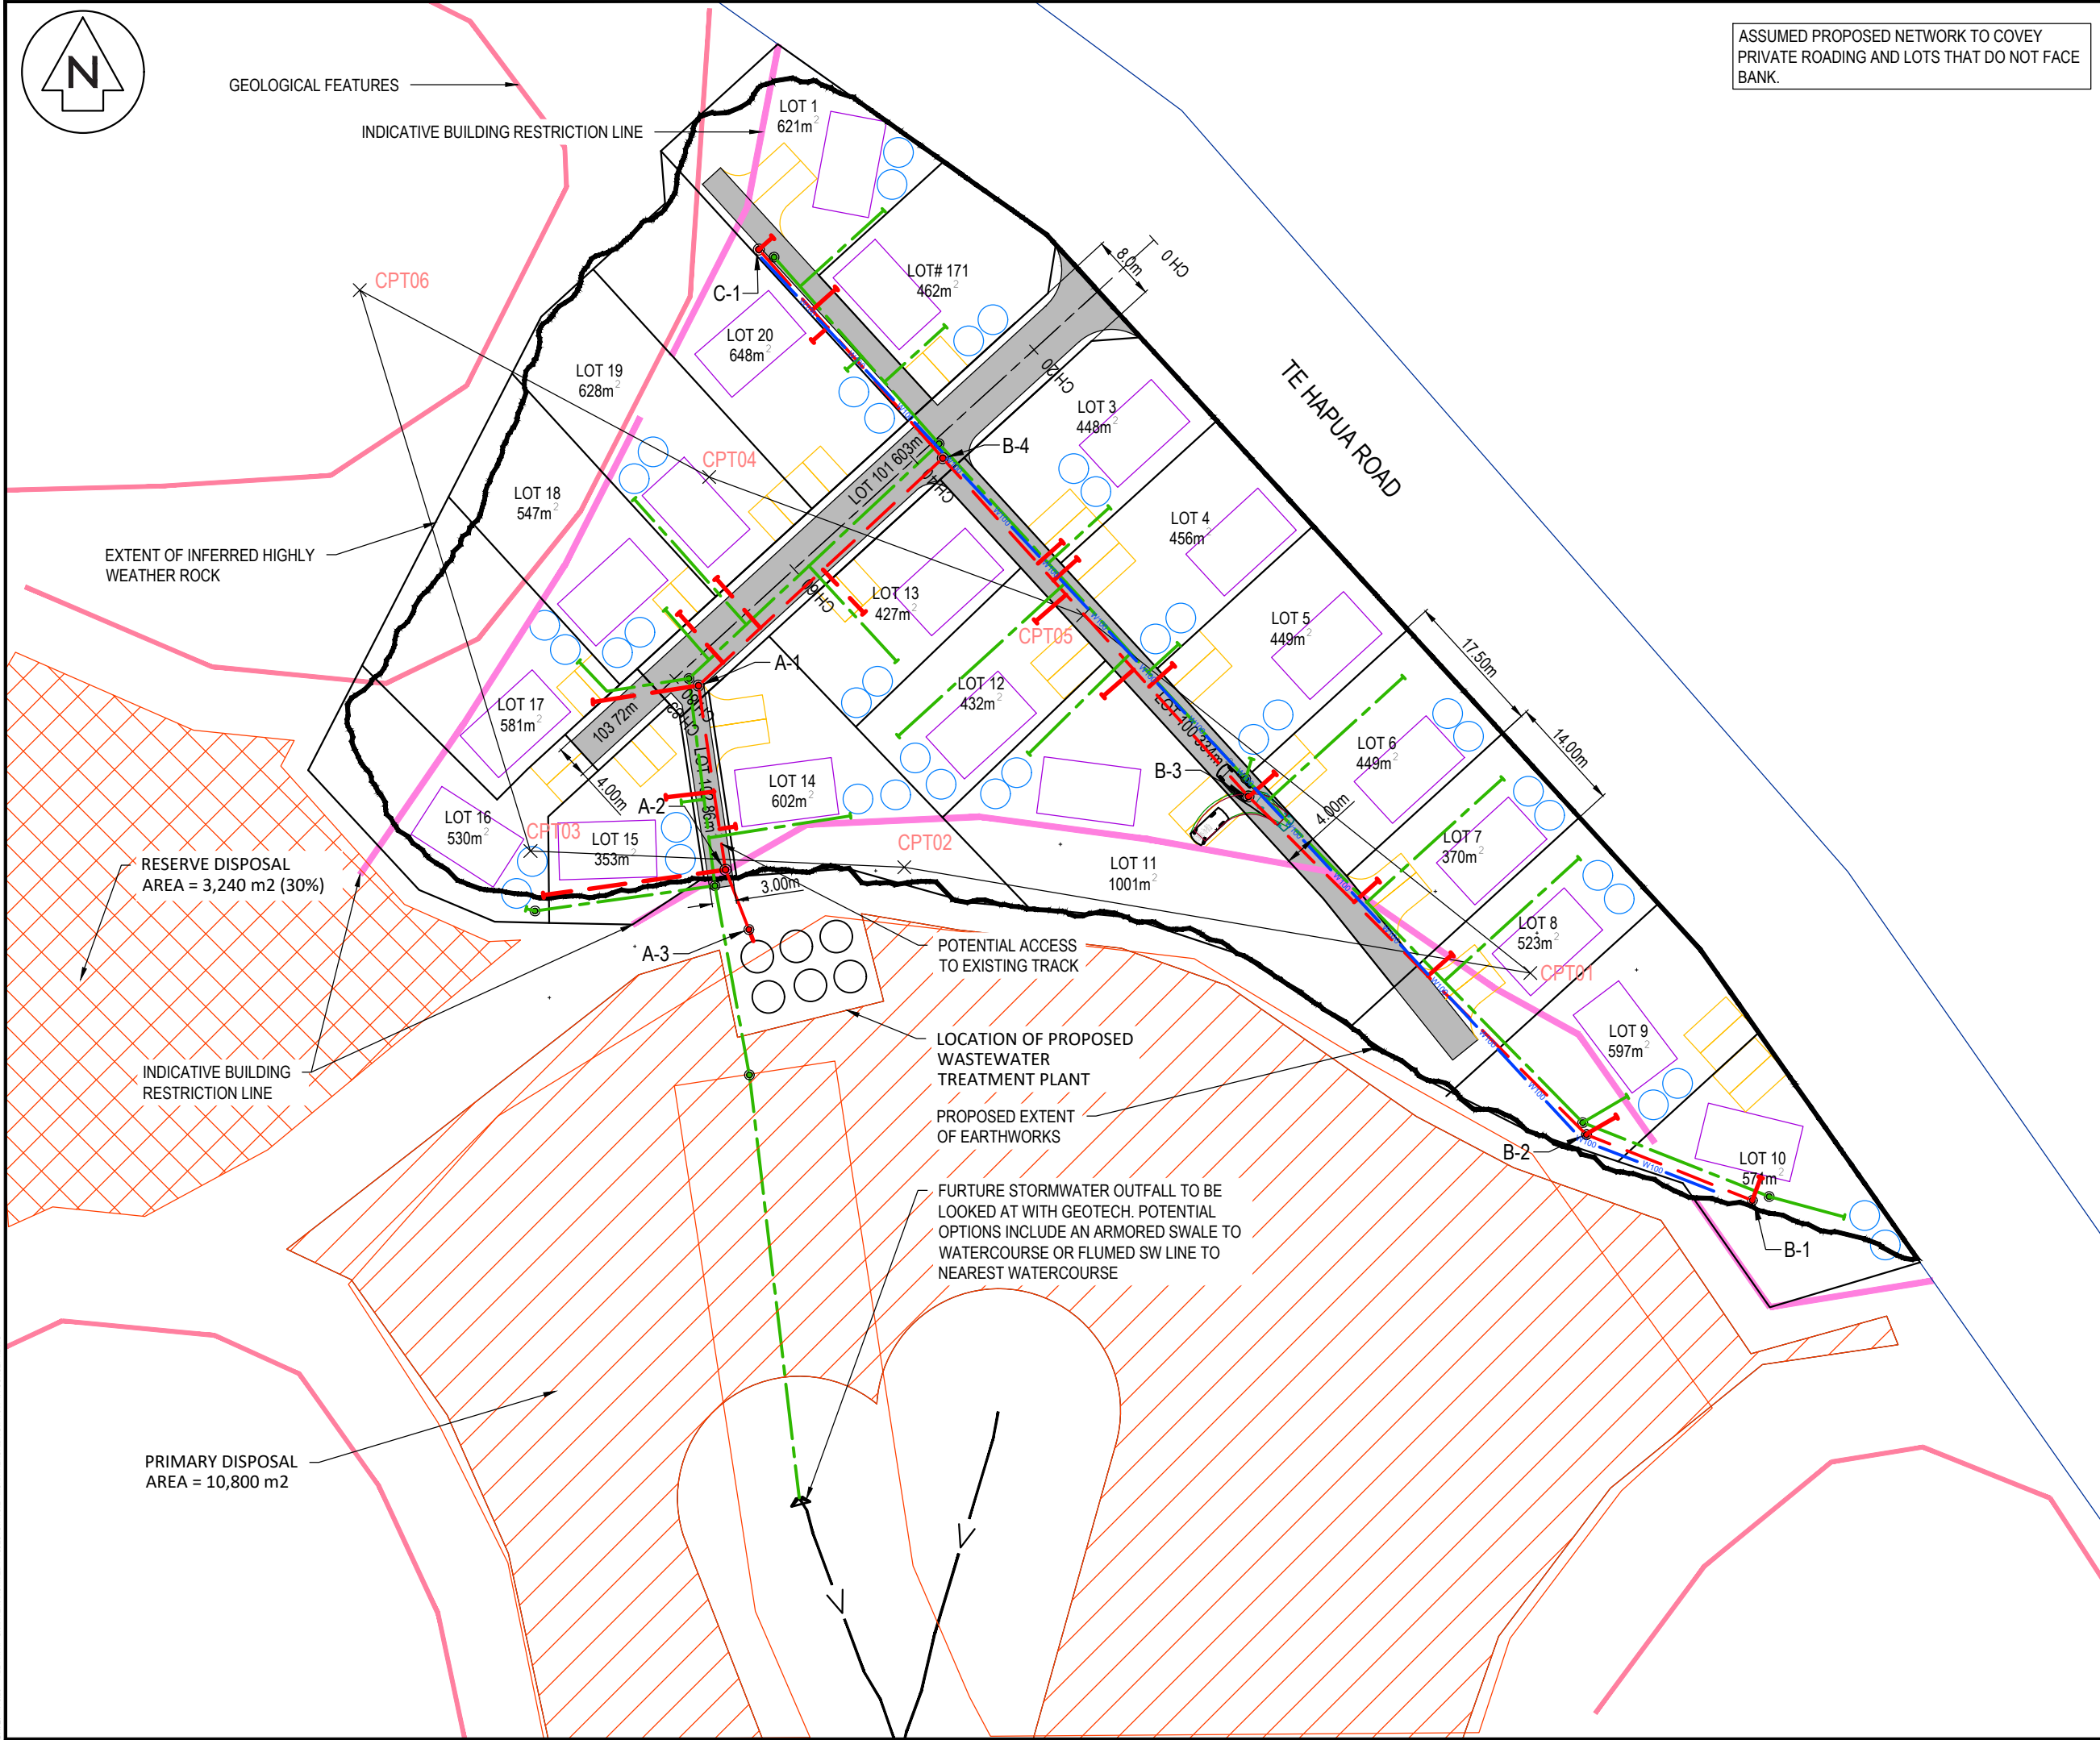 N
ASSUMED PROPOSED NETWORK TO COVEY
PRIVATE ROADING AND LOTS THAT DO NOT FACE
BANK.
GEOLOGICAL FEATURES
INDICATIVE BUILDING RESTRICTION LINE
LOT 1
621m²
8.0m
CH 0
CPT06
LOT# 171
462m²
C-1
LOT 20
648m²
CH20
TE HAPUA ROAD
LOT 19
628m²
LOT 3
448m²
B-4
CPT04
LOT 101 603m
LOT 18
547m²
LOT 4
456m²
EXTENT OF INFERRED HIGHLY
WEATHER ROCK
LOT 13
427m²
LOT 5
449m²
CPT05
17.50m
A-1
LOT 12
432m²
LOT 17
581m²
103 72m
LOT 100 334m
14.00m
LOT 6
449m²
B-3
4.00m
LOT 14
602m²
LOT 102 86m
A-2
4.00m
LOT 16
530m²
CPT03
LOT 15
353m²
LOT 7
370m²
RESERVE DISPOSAL
AREA = 3,240 m2 (30%)
CPT02
LOT 11
1001m²
3.00m
LOT 8
523m²
A-3
POTENTIAL ACCESS
TO EXISTING TRACK
CPT01
LOCATION OF PROPOSED
WASTEWATER
TREATMENT PLANT
LOT 9
597m²
INDICATIVE BUILDING
RESTRICTION LINE
PROPOSED EXTENT
OF EARTHWORKS
B-2
W100
W100
LOT 10
574m²
FURTURE STORMWATER OUTFALL TO BE
LOOKED AT WITH GEOTECH. POTENTIAL
OPTIONS INCLUDE AN ARMORED SWALE TO
WATERCOURSE OR FLUMED SW LINE TO
NEAREST WATERCOURSE
B-1
PRIMARY DISPOSAL
AREA = 10,800 m2